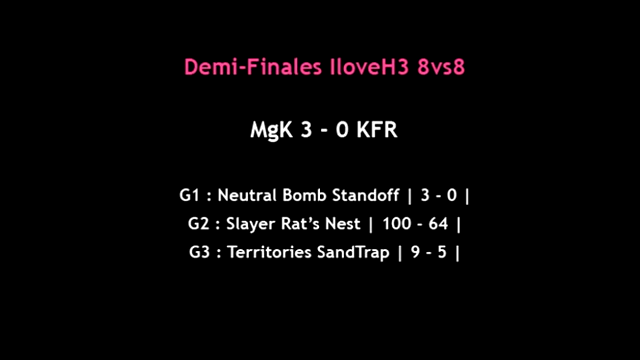 Demi-Finales IloveH3 8vs8
MgK 3 - 0 KFR
G1 : Neutral Bomb Standoff | 3 - 0 |
G2 : Slayer Rat's Nest | 100 - 64 |
G3 : Territories SandTrap | 9 - 5 |